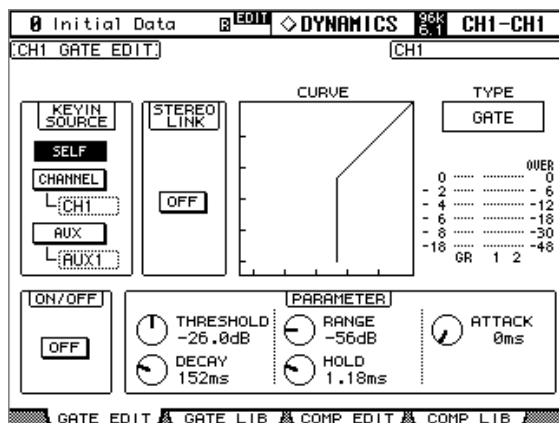 0 Initial Data R EDIT ◇DYNAMICS 96k 6.1 CH1-CH1
CH1 GATE EDIT CH1
KEYIN SOURCE
SELF
CHANNEL
CH1
AUX
AUX1
STEREO LINK
OFF
CURVE
TYPE
GATE
OVER
0 0
-2 -6
-4 -12
-6 -18
-8 -30
-18 -48
GR 1 2
ON/OFF
OFF
PARAMETER
THRESHOLD
-26.0dB
RANGE
-56dB
ATTACK
0ms
DECAY
152ms
HOLD
1.18ms
GATE EDIT GATE LIB COMP EDIT COMP LIB